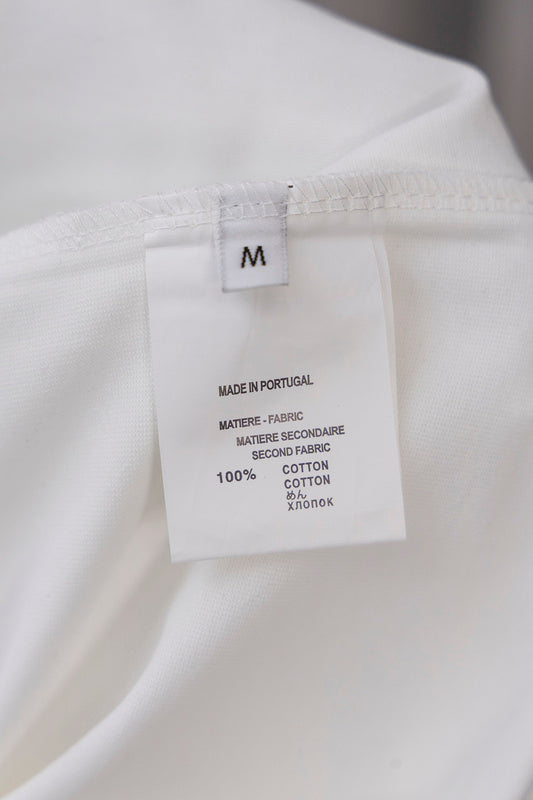 M
MADE IN PORTUGAL
MATIERE - FABRIC
MATIERE SECONDAIRE
SECOND FABRIC
100% COTTON
COTTON
めん
ХЛОПОК